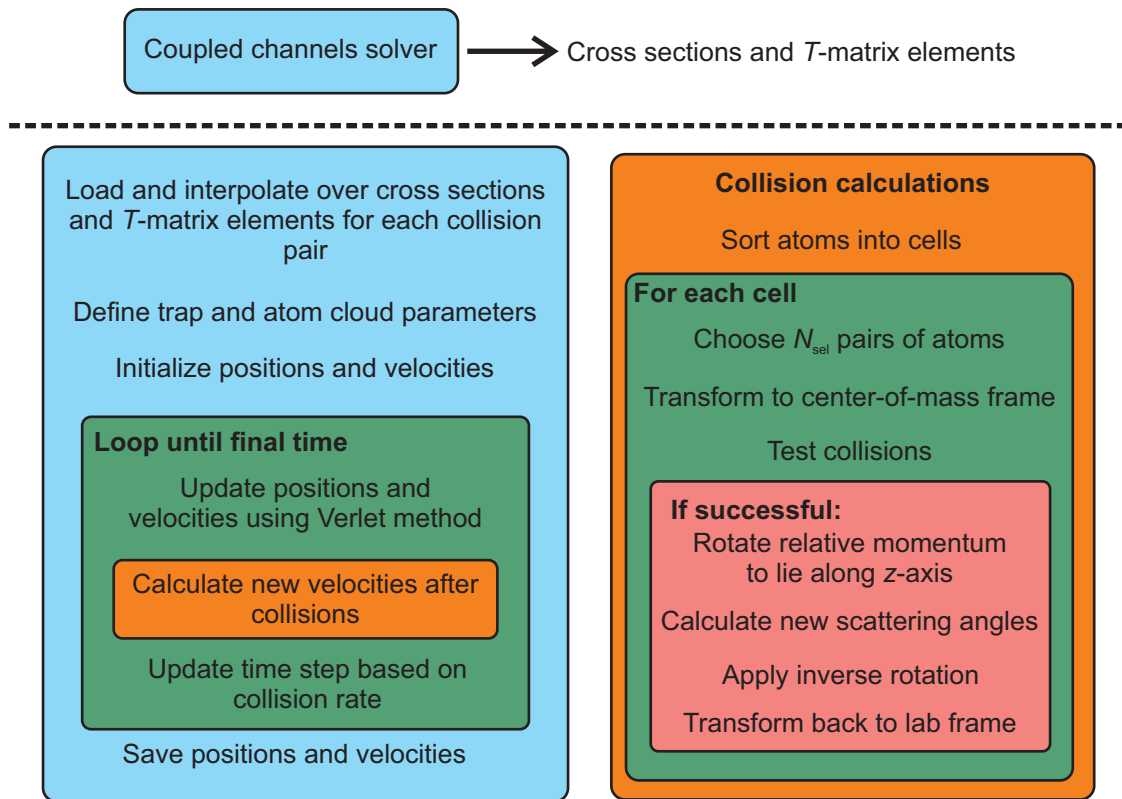 Coupled channels solver
Cross sections and T-matrix elements
Load and interpolate over cross sections
and T-matrix elements for each collision
pair
Define trap and atom cloud parameters
Initialize positions and velocities
Loop until final time
Update positions and
velocities using Verlet method
Calculate new velocities after
collisions
Update time step based on
collision rate
Save positions and velocities
Collision calculations
Sort atoms into cells
For each cell
Choose N_sel pairs of atoms
Transform to center-of-mass frame
Test collisions
If successful:
Rotate relative momentum
to lie along z-axis
Calculate new scattering angles
Apply inverse rotation
Transform back to lab frame